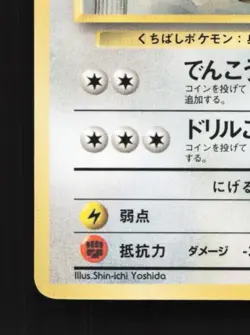 くちばしポケモン：
でんこう
コインを投げて
追加する。
ドリルく
コインを投げて
する。
にげる
弱点
抵抗力 ダメージ -
Illus.Shin-ichi Yoshida